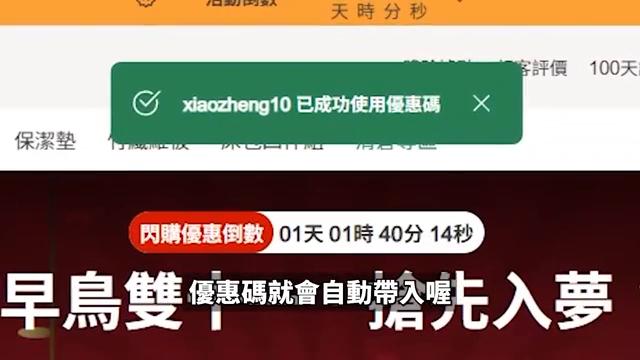 活動倒數
天 時 分 秒
評價 100天
xiaozheng10 已成功使用優惠碼
保潔墊
閃購優惠倒數 01天 01時 40分 14秒
早鳥雙十 搶先入夢
優惠碼就會自動帶入喔